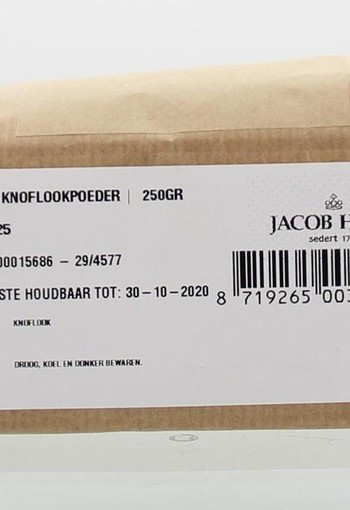 KNOFLOOKPOEDER | 250GR
25
00015686 – 29/4577
STE HOUDBAAR TOT: 30-10-2020
KNOFLOOK
DROOG, KOEL EN DONKER BEWAREN.
JACOB H
sedert 17
8 719265 003